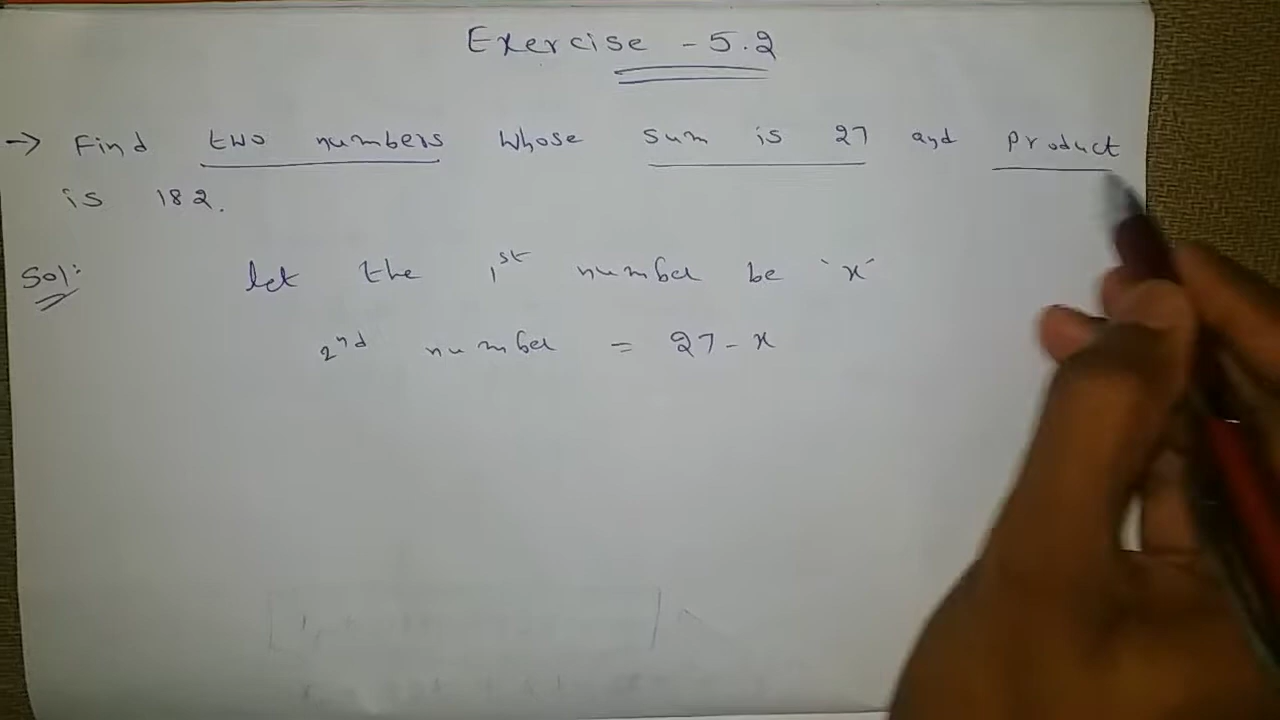 Exercise - 5.2
→ Find two numbers whose sum is 27 and product
is 182.
Sol: let the 1st number be 'x'
2nd number = 27 - x